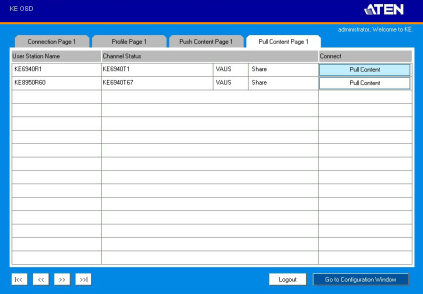 KE OSD
ATEN
administrator, Welcome to KE.
Connection Page 1 Profile Page 1 Push Content Page 1 Pull Content Page 1
User Station Name Channel Status Connect
KE6940R1 KE6940T1 VAUS Share Pull Content
KE8950R60 KE6940T67 VAUS Share Pull Content
|<< << >> >>| Logout Go to Configuration Window